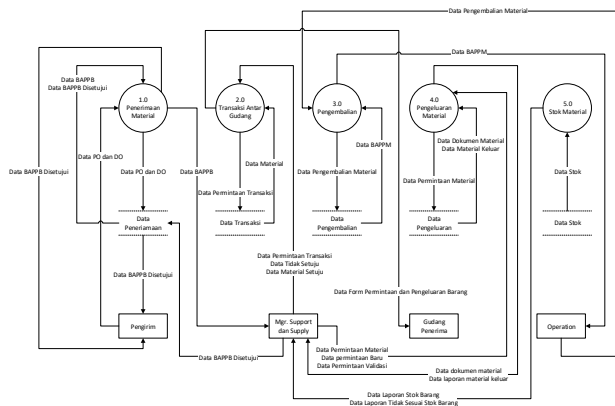 Data Pengembalian Material
Data BAPPM
Data BAPPB
Data BAPPB Disetujui
1.0
Penerimaan
Material
2.0
Transaksi Antar
Gudang
3.0
Pengembalian
4.0
Pengeluaran
Material
5.0
Stok Material
Data BAPPB Disetujui
Data PO dan DO
Data PO dan DO
Data BAPPB
Data Material
Data Permintaan Transaksi
Data BAPPM
Data Pengembalian Material
Data Dokumen Material
Data Material Keluar
Data Permintaan Material
Data Stok
Data
Peneriamaan
Data Transaksi
Data
Pengembalian
Data
Pengeluaran
Data Stok
Data BAPPB Disetujui
Data Permintaan Transaksi
Data Tidak Setuju
Data Material Setuju
Data Form Permintaan dan Pengeluaran Barang
Pengirim
Mgr. Support
dan Supply
Gudang
Penerima
Operation
Data BAPPB Disetujui
Data Permintaan Material
Data permintaan Baru
Data Permintaan Validasi
Data dokumen material
Data laporan material keluar
Data Laporan Stok Barang
Data Laporan Tidak Sesuai Stok Barang